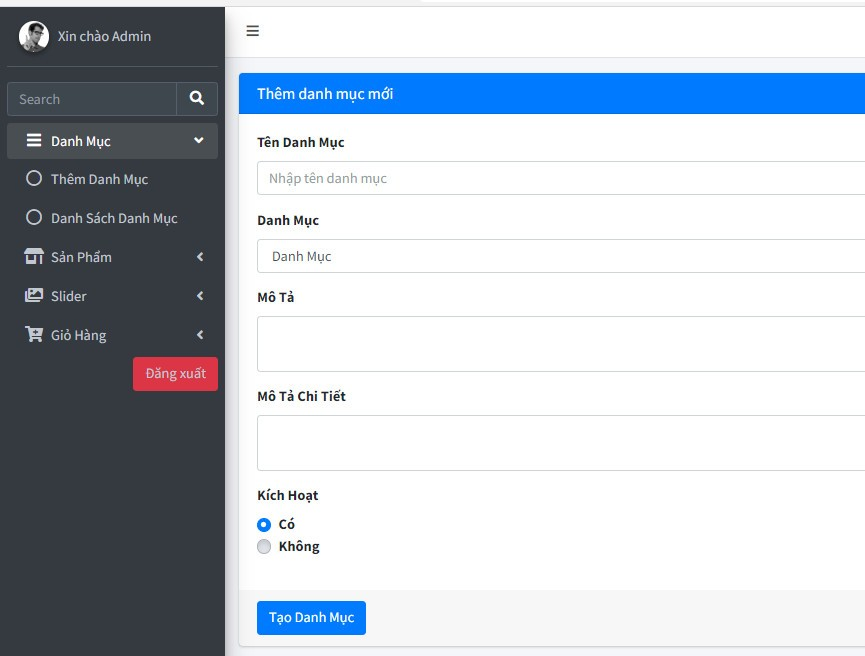 Xin chào Admin
Search
Danh Mục
Thêm Danh Mục
Danh Sách Danh Mục
Sản Phẩm
Slider
Giỏ Hàng
Đăng xuất
Thêm danh mục mới
Tên Danh Mục
Nhập tên danh mục
Danh Mục
Danh Mục
Mô Tả
Mô Tả Chi Tiết
Kích Hoạt
Có
Không
Tạo Danh Mục